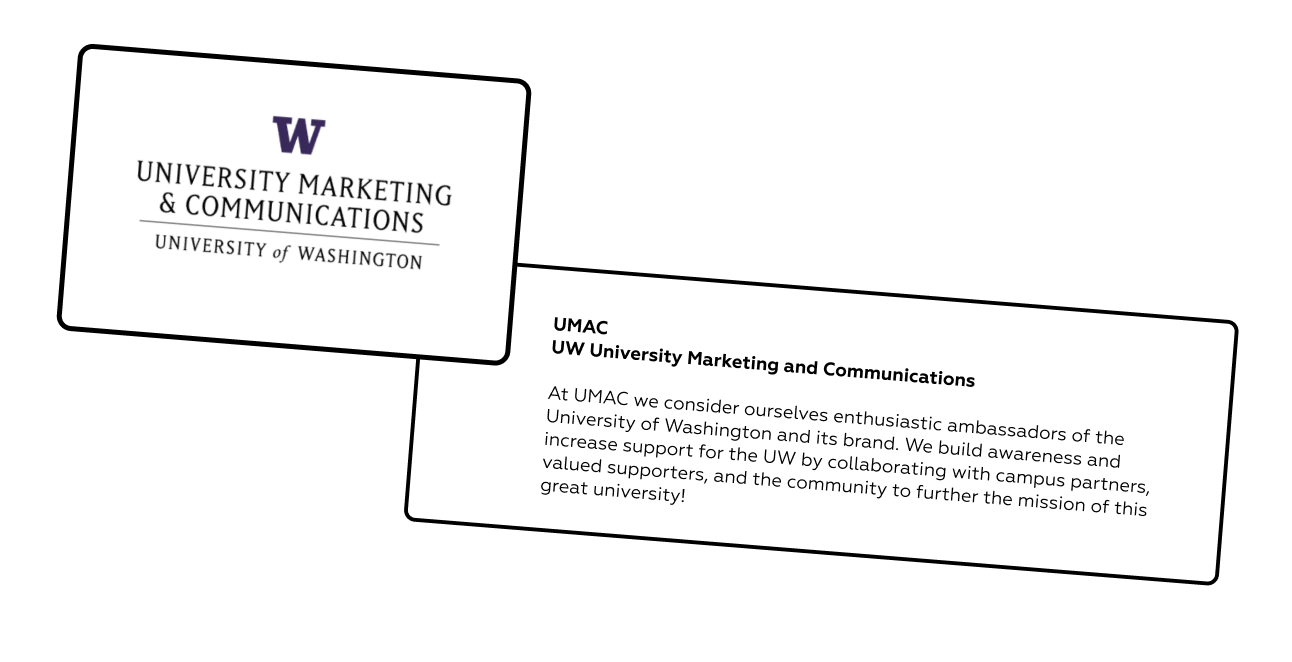 W
UNIVERSITY MARKETING
& COMMUNICATIONS
UNIVERSITY of WASHINGTON
UMAC
UW University Marketing and Communications
At UMAC we consider ourselves enthusiastic ambassadors of the
University of Washington and its brand. We build awareness and
increase support for the UW by collaborating with campus partners,
valued supporters, and the community to further the mission of this
great university!